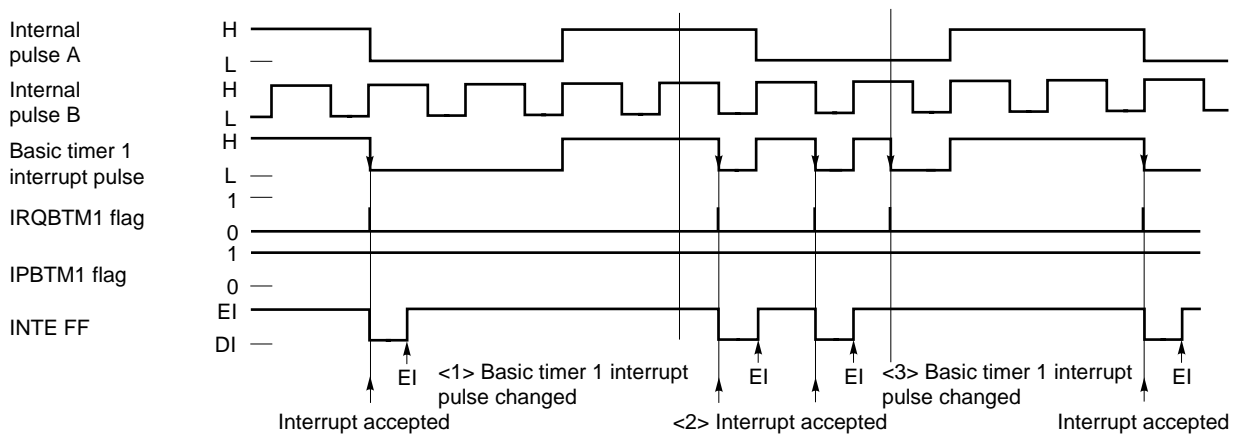 Internal
pulse A
H
L
Internal
pulse B
H
L
Basic timer 1
interrupt pulse
H
L
IRQBTM1 flag
1
0
IPBTM1 flag
1
0
INTE FF
EI
DI
EI
<1> Basic timer 1 interrupt
pulse changed
EI
EI
<3> Basic timer 1 interrupt
pulse changed
EI
Interrupt accepted
<2> Interrupt accepted
Interrupt accepted